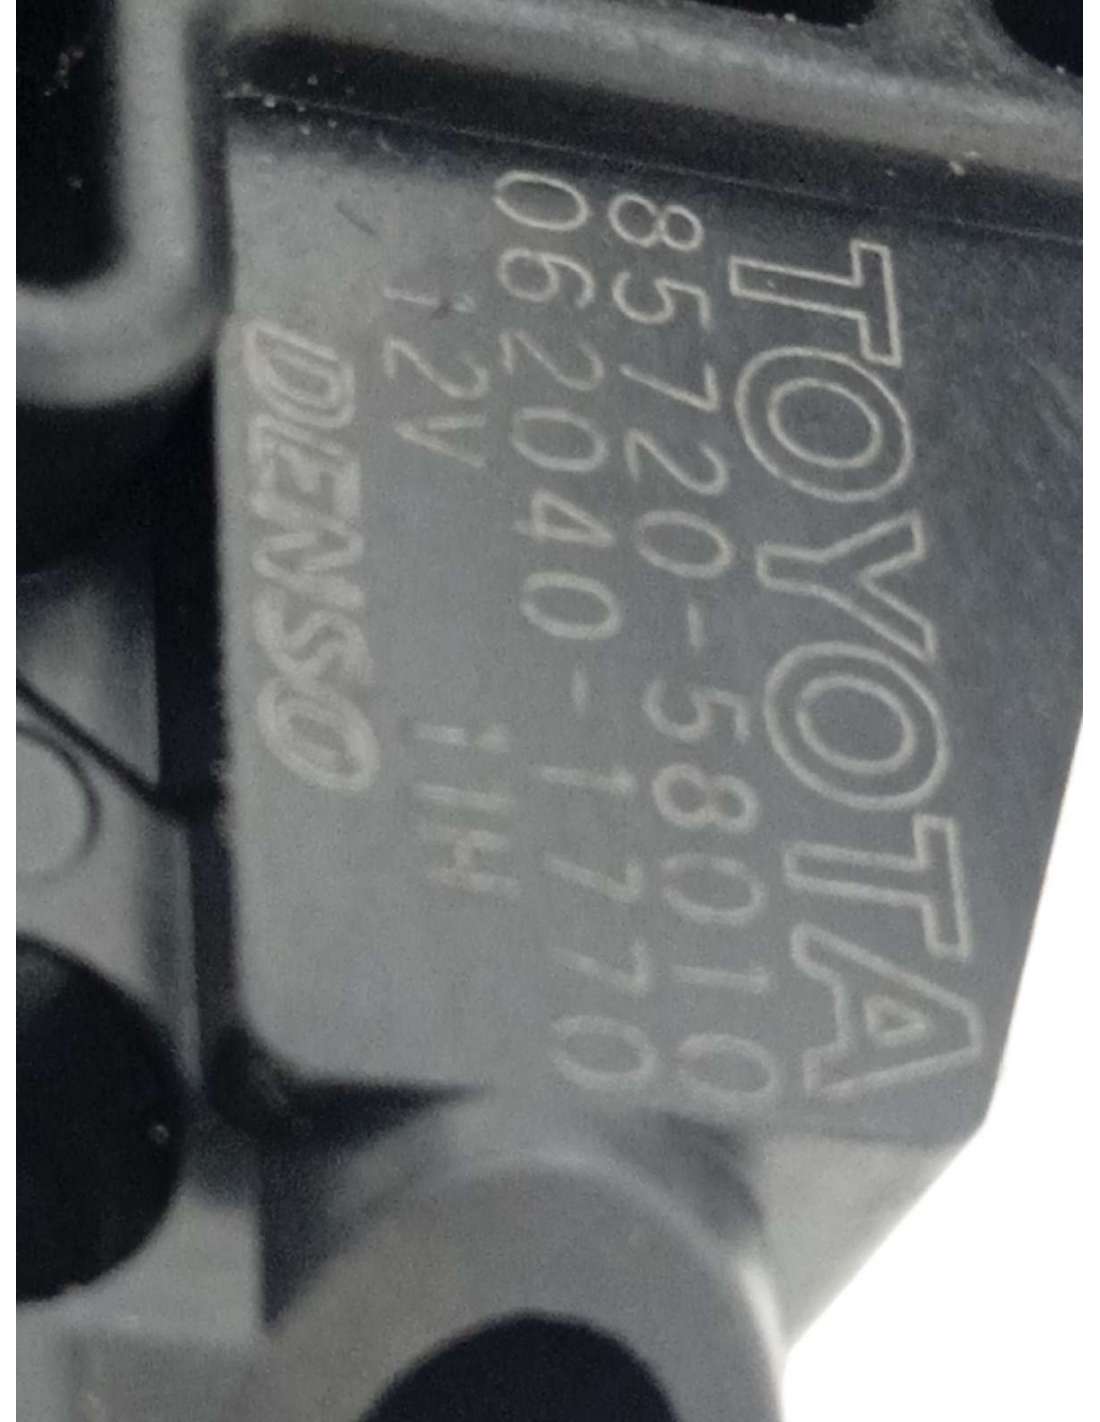 TOYOTA
85720-58010
062040-1770
12V 11H
DENSO